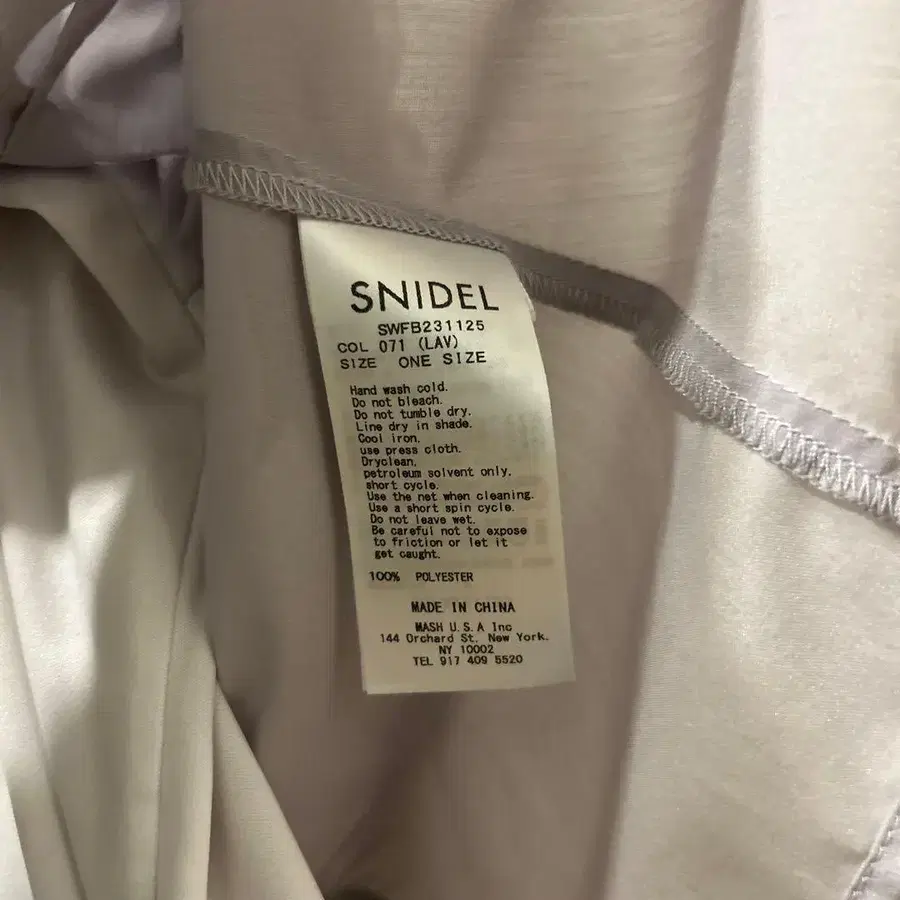 SNIDEL
SWFB231125
COL 071 (LAV)
SIZE ONE SIZE
Hand wash cold.
Do not bleach.
Do not tumble dry.
Line dry in shade.
Cool iron.
use press cloth.
Dryclean,
petroleum solvent only,
short cycle.
Use the net when cleaning.
Use a short spin cycle.
Do not leave wet.
Be careful not to expose
to friction or let it
get caught.
100% POLYESTER
MADE IN CHINA
MASH U.S.A Inc
144 Orchard St. New York.
NY 10002
TEL 917 409 5520